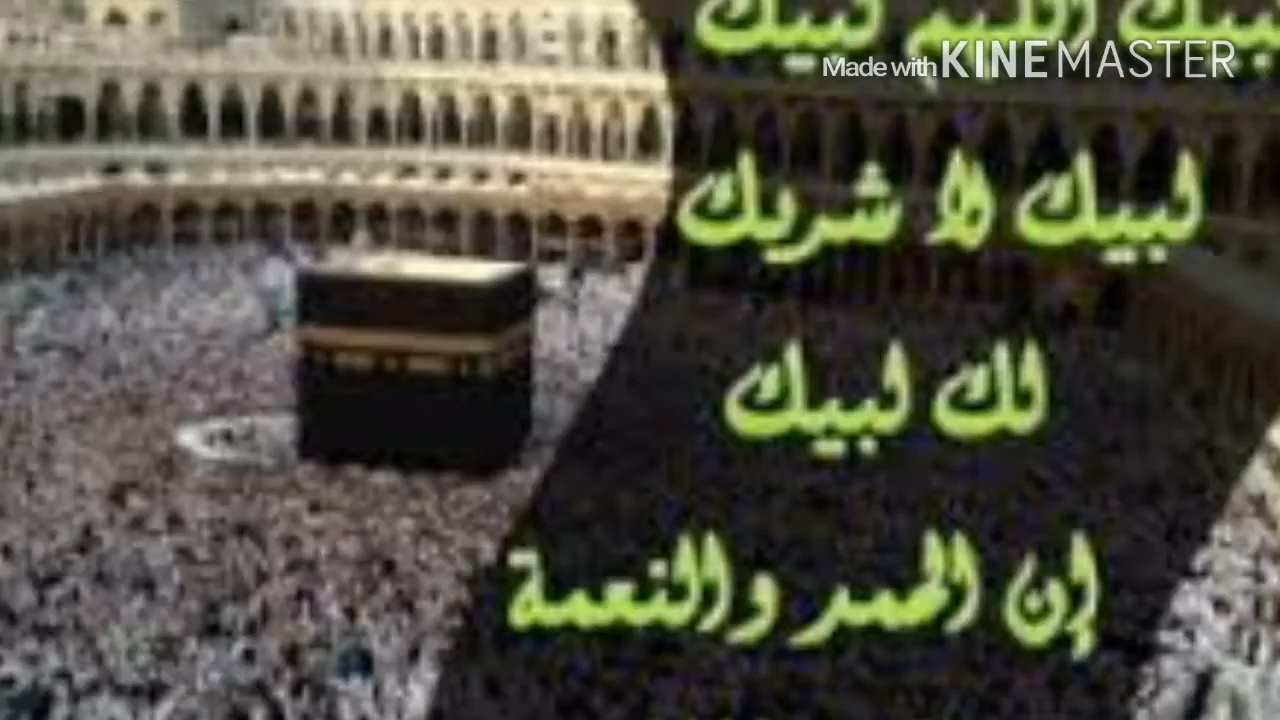 لبيك اللهم لبيك
Made with KINEMASTER
لبيك لا شريك
لك لبيك
إن الحمد والنعمة